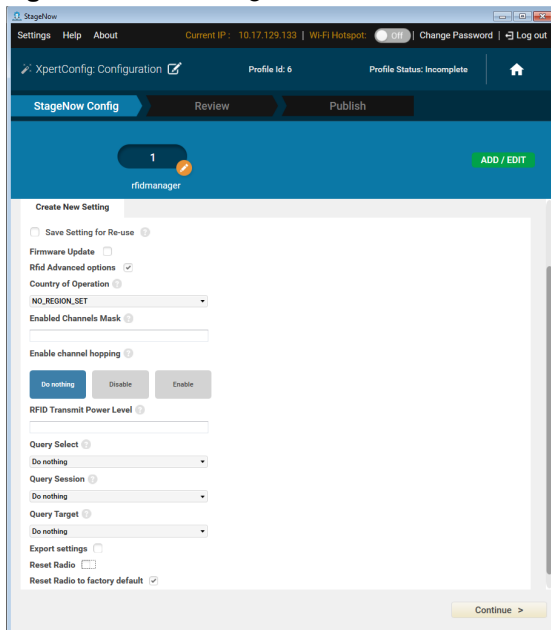 StageNow
Settings Help About Current IP : 10.17.129.133 | Wi-Fi Hotspot: Off | Change Password | Log out
XpertConfig: Configuration Profile Id: 6 Profile Status: Incomplete
StageNow Config Review Publish
1
ADD / EDIT
rfidmanager
Create New Setting
Save Setting for Re-use ?
Firmware Update
Rfid Advanced options
Country of Operation ?
NO_REGION_SET
Enabled Channels Mask ?
Enable channel hopping ?
Do nothing Disable Enable
RFID Transmit Power Level ?
Query Select ?
Do nothing
Query Session ?
Do nothing
Query Target ?
Do nothing
Export settings
Reset Radio
Reset Radio to factory default
Continue >